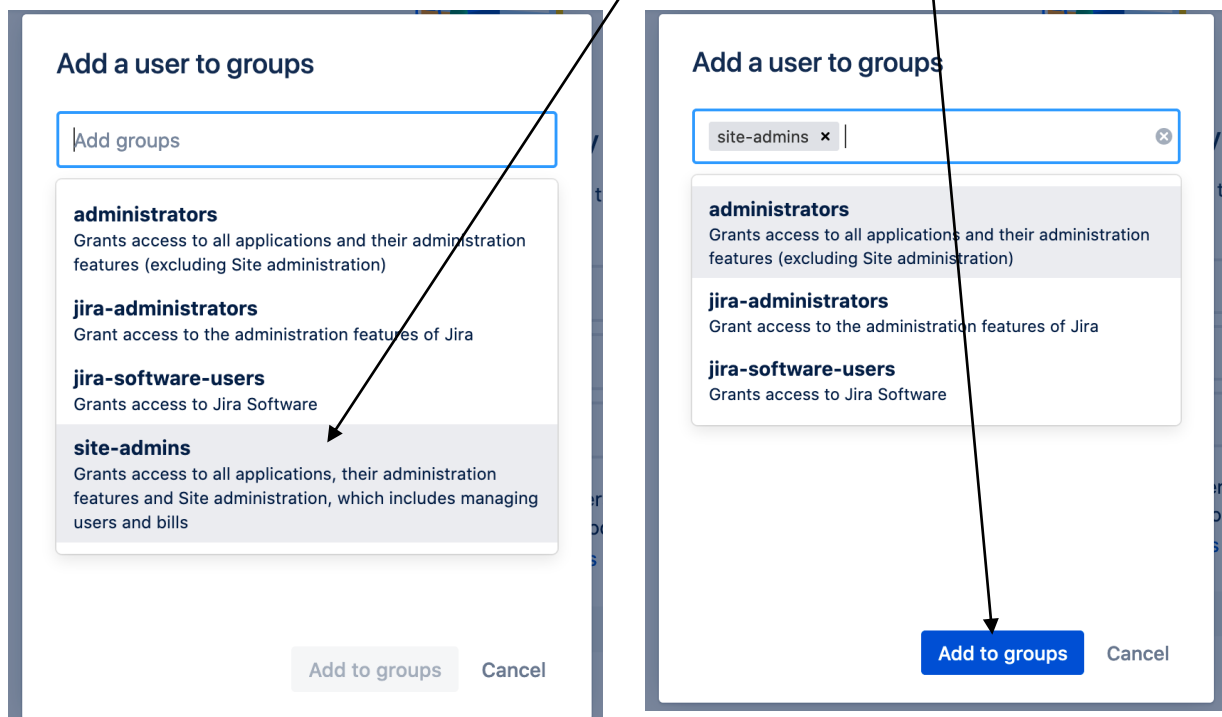 Add a user to groups
Add groups
administrators
Grants access to all applications and their administration
features (excluding Site administration)
jira-administrators
Grant access to the administration features of Jira
jira-software-users
Grants access to Jira Software
site-admins
Grants access to all applications, their administration
features and Site administration, which includes managing
users and bills
Add to groups
Cancel
Add a user to groups
site-admins ×
administrators
Grants access to all applications and their administration
features (excluding Site administration)
jira-administrators
Grant access to the administration features of Jira
jira-software-users
Grants access to Jira Software
Add to groups
Cancel